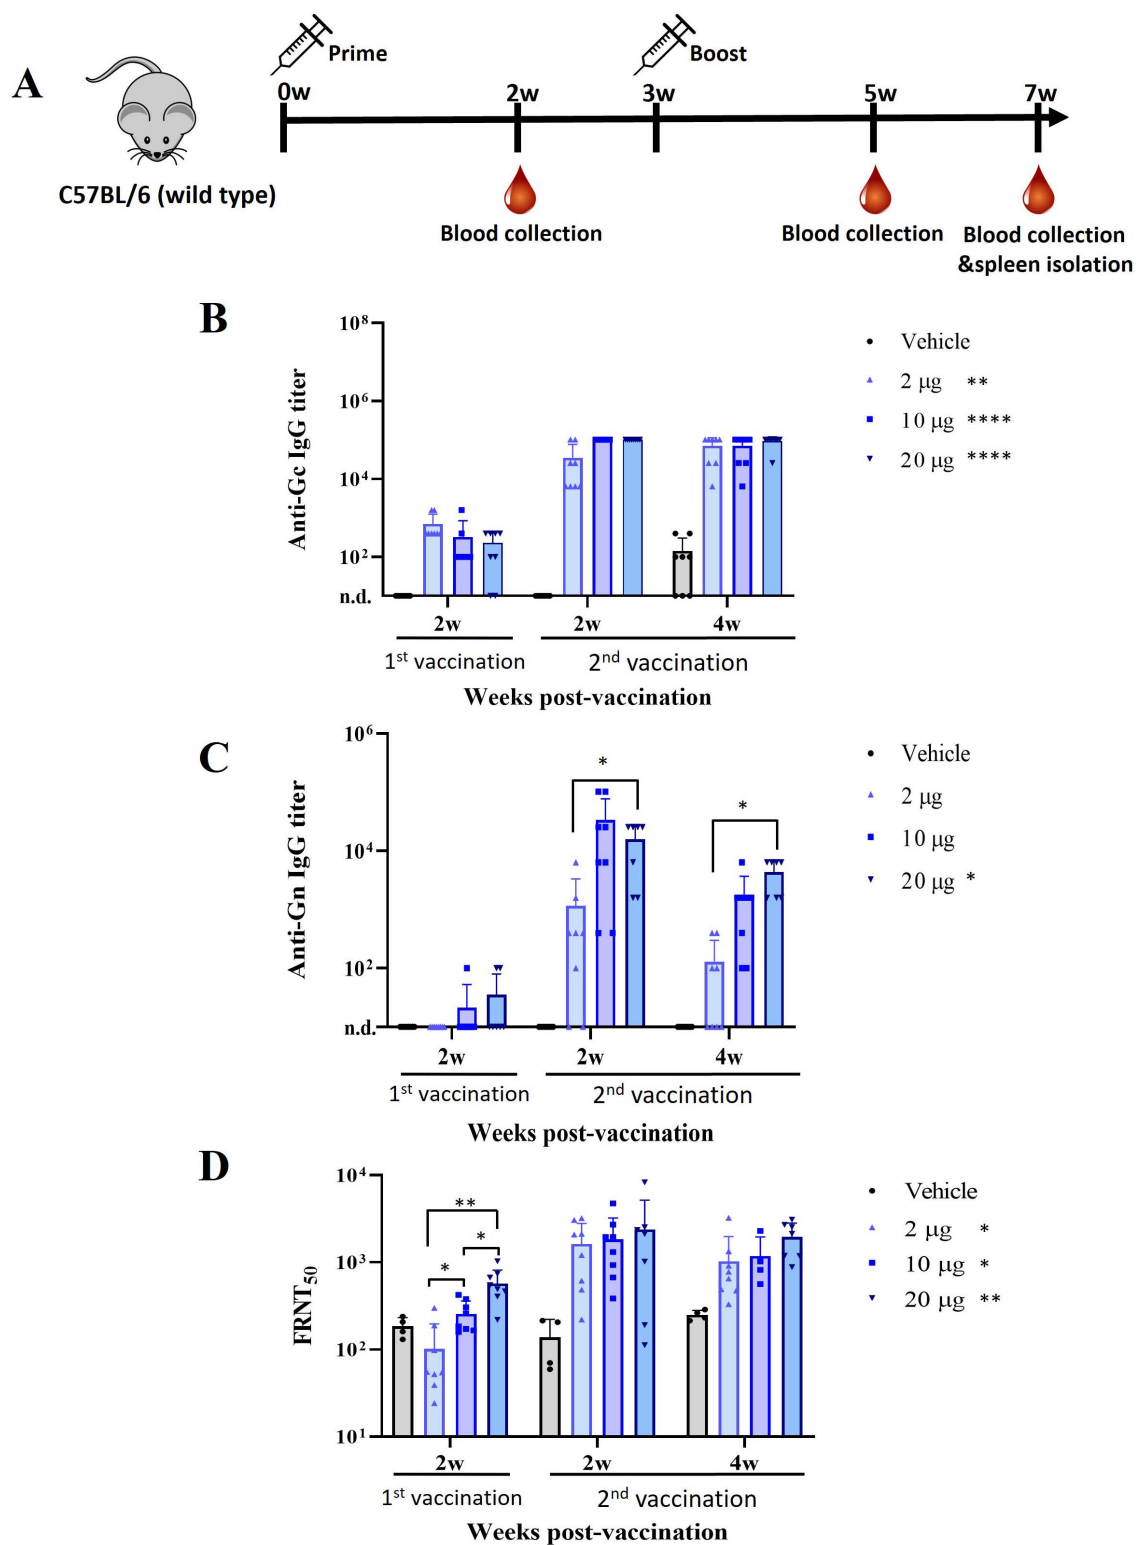 A
Prime
Boost
0w
2w
3w
5w
7w
C57BL/6 (wild type)
Blood collection
Blood collection
Blood collection
&spleen isolation
B
Anti-Gc IgG titer
10⁸
10⁶
10⁴
10²
n.d.
Vehicle
2 µg **
10 µg ****
20 µg ****
2w
2w
4w
1st vaccination
2nd vaccination
Weeks post-vaccination
C
Anti-Gn IgG titer
10⁶
10⁴
10²
n.d.
*
*
Vehicle
2 µg
10 µg
20 µg *
2w
2w
4w
1st vaccination
2nd vaccination
Weeks post-vaccination
D
FRNT₅₀
10⁴
10³
10²
10¹
**
*
*
Vehicle
2 µg *
10 µg *
20 µg **
2w
2w
4w
1st vaccination
2nd vaccination
Weeks post-vaccination